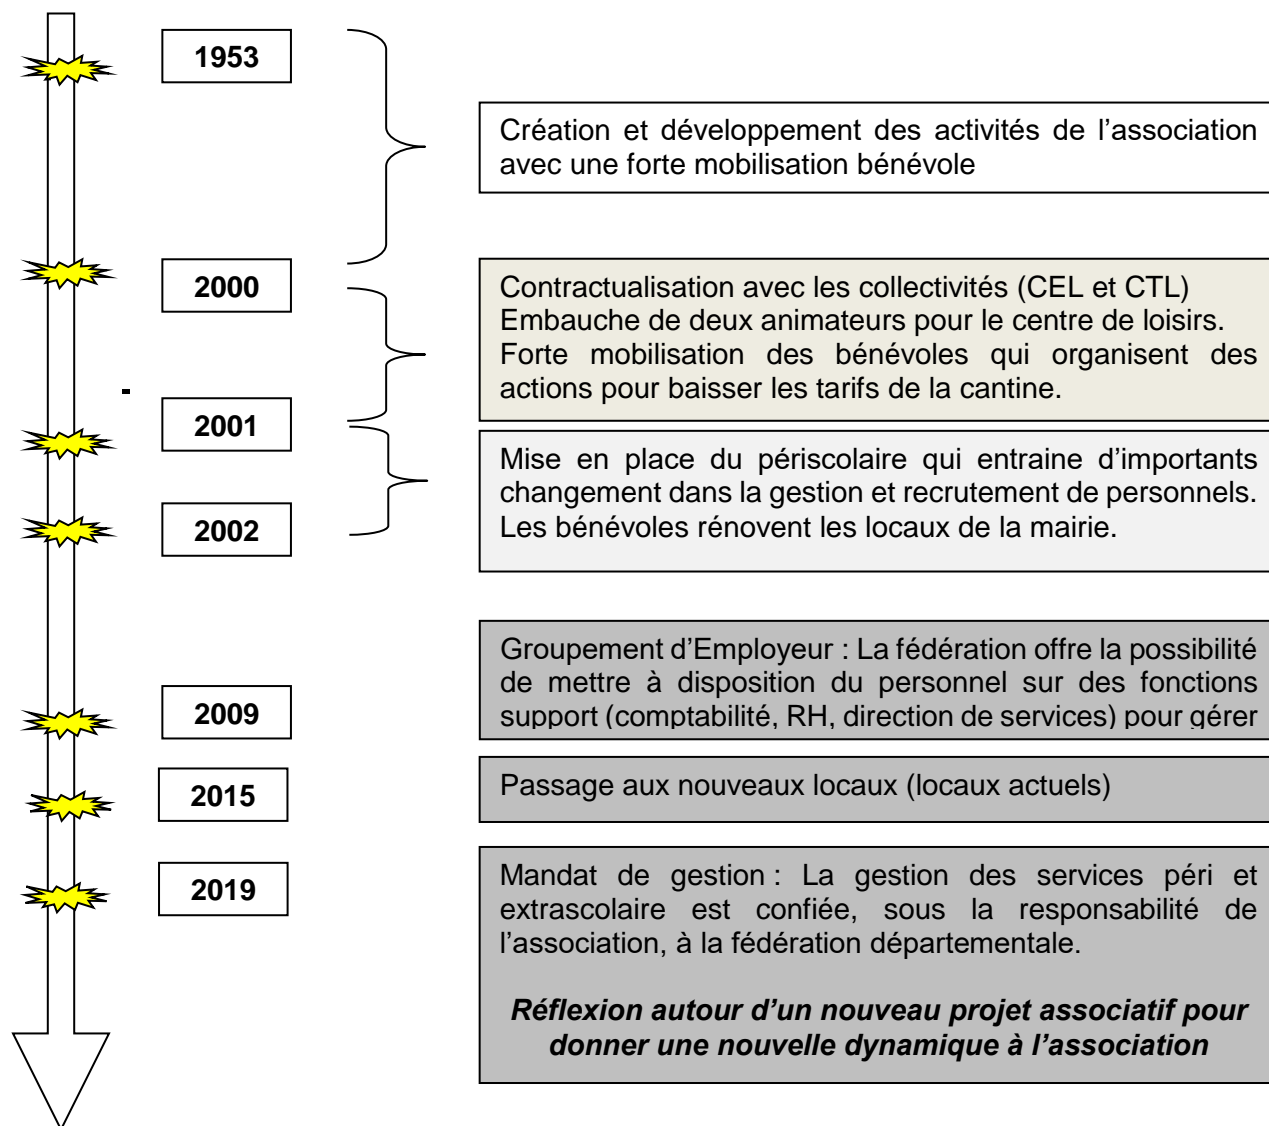 1953
Création et développement des activités de l’association
avec une forte mobilisation bénévole
2000
Contractualisation avec les collectivités (CEL et CTL)
Embauche de deux animateurs pour le centre de loisirs.
Forte mobilisation des bénévoles qui organisent des
actions pour baisser les tarifs de la cantine.
-
2001
Mise en place du périscolaire qui entraine d’importants
changement dans la gestion et recrutement de personnels.
Les bénévoles rénovent les locaux de la mairie.
2002
Groupement d’Employeur : La fédération offre la possibilité
de mettre à disposition du personnel sur des fonctions
support (comptabilité, RH, direction de services) pour gérer
2009
2015
Passage aux nouveaux locaux (locaux actuels)
2019
Mandat de gestion : La gestion des services péri et
extrascolaire est confiée, sous la responsabilité de
l’association, à la fédération départementale.
Réflexion autour d’un nouveau projet associatif pour
donner une nouvelle dynamique à l’association